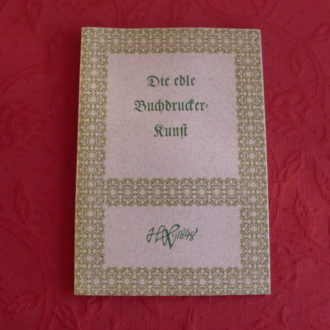 Die edle
Buchdrucker-
Kunst